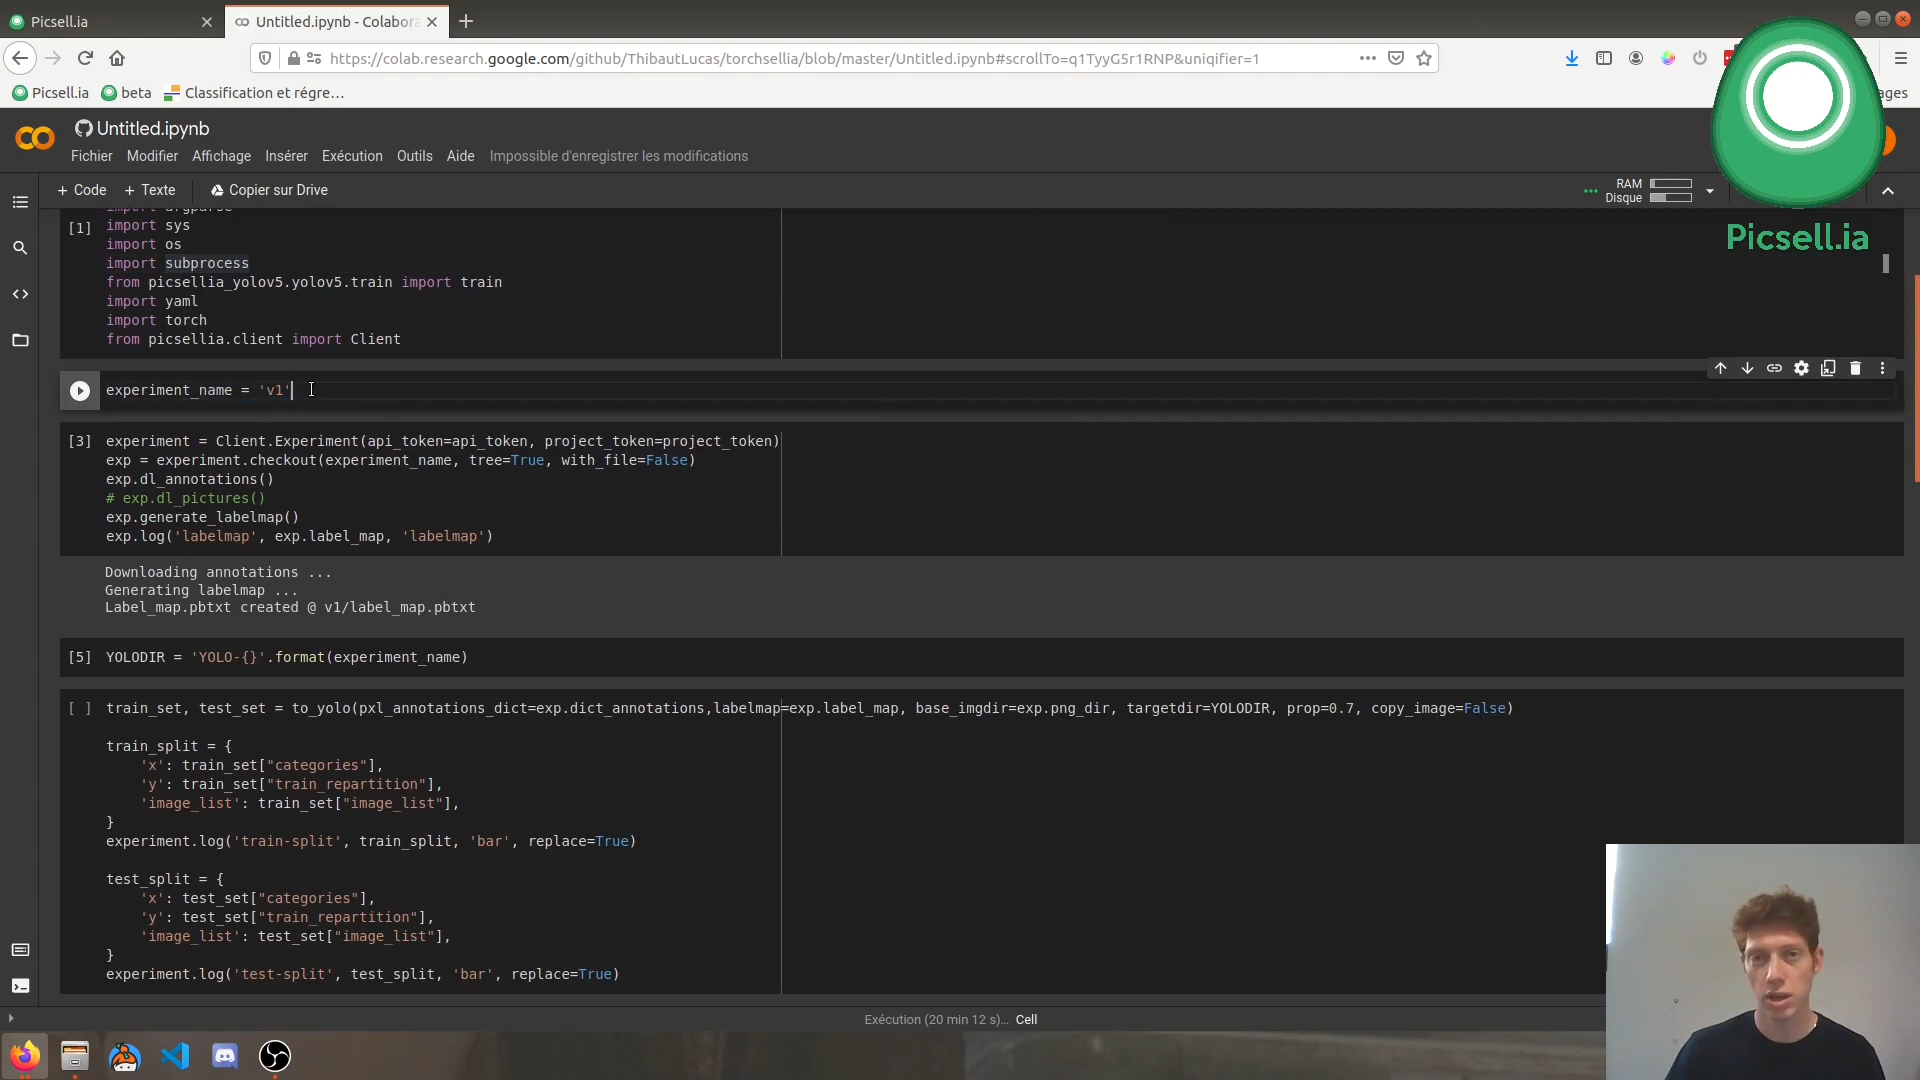 Picsell.ia
Untitled.ipynb - Colabora
https://colab.research.google.com/github/ThibautLucas/torchsellia/blob/master/Untitled.ipynb#scrollTo=q1TyyG5r1RNP&uniqifier=1
Picsell.ia
beta
Classification et régre…
ages
Untitled.ipynb
Fichier Modifier Affichage Insérer Exécution Outils Aide Impossible d'enregistrer les modifications
+ Code + Texte Copier sur Drive
RAM
Disque
Picsell.ia
import argparse
[1] import sys
import os
import subprocess
from picsellia_yolov5.yolov5.train import train
import yaml
import torch
from picsellia.client import Client
experiment_name = 'v1'
[3] experiment = Client.Experiment(api_token=api_token, project_token=project_token)
exp = experiment.checkout(experiment_name, tree=True, with_file=False)
exp.dl_annotations()
# exp.dl_pictures()
exp.generate_labelmap()
exp.log('labelmap', exp.label_map, 'labelmap')
Downloading annotations ...
Generating labelmap ...
Label_map.pbtxt created @ v1/label_map.pbtxt
[5] YOLODIR = 'YOLO-{}'.format(experiment_name)
[ ] train_set, test_set = to_yolo(pxl_annotations_dict=exp.dict_annotations,labelmap=exp.label_map, base_imgdir=exp.png_dir, targetdir=YOLODIR, prop=0.7, copy_image=False)
train_split = {
'x': train_set["categories"],
'y': train_set["train_repartition"],
'image_list': train_set["image_list"],
}
experiment.log('train-split', train_split, 'bar', replace=True)
test_split = {
'x': test_set["categories"],
'y': test_set["train_repartition"],
'image_list': test_set["image_list"],
}
experiment.log('test-split', test_split, 'bar', replace=True)
Exécution (20 min 12 s)… Cell